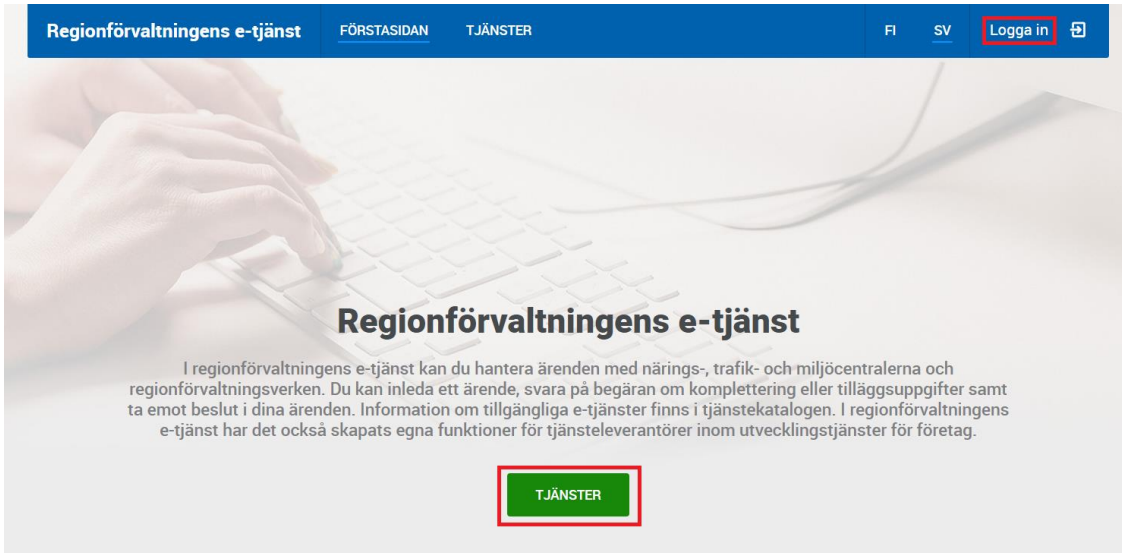 Regionförvaltningens e-tjänst FÖRSTASIDAN TJÄNSTER FI SV Logga in
Regionförvaltningens e-tjänst
I regionförvaltningens e-tjänst kan du hantera ärenden med närings-, trafik- och miljöcentralerna och
regionförvaltningsverken. Du kan inleda ett ärende, svara på begäran om komplettering eller tilläggsuppgifter samt
ta emot beslut i dina ärenden. Information om tillgängliga e-tjänster finns i tjänstekatalogen. I regionförvaltningens
e-tjänst har det också skapats egna funktioner för tjänsteleverantörer inom utvecklingstjänster för företag.
TJÄNSTER